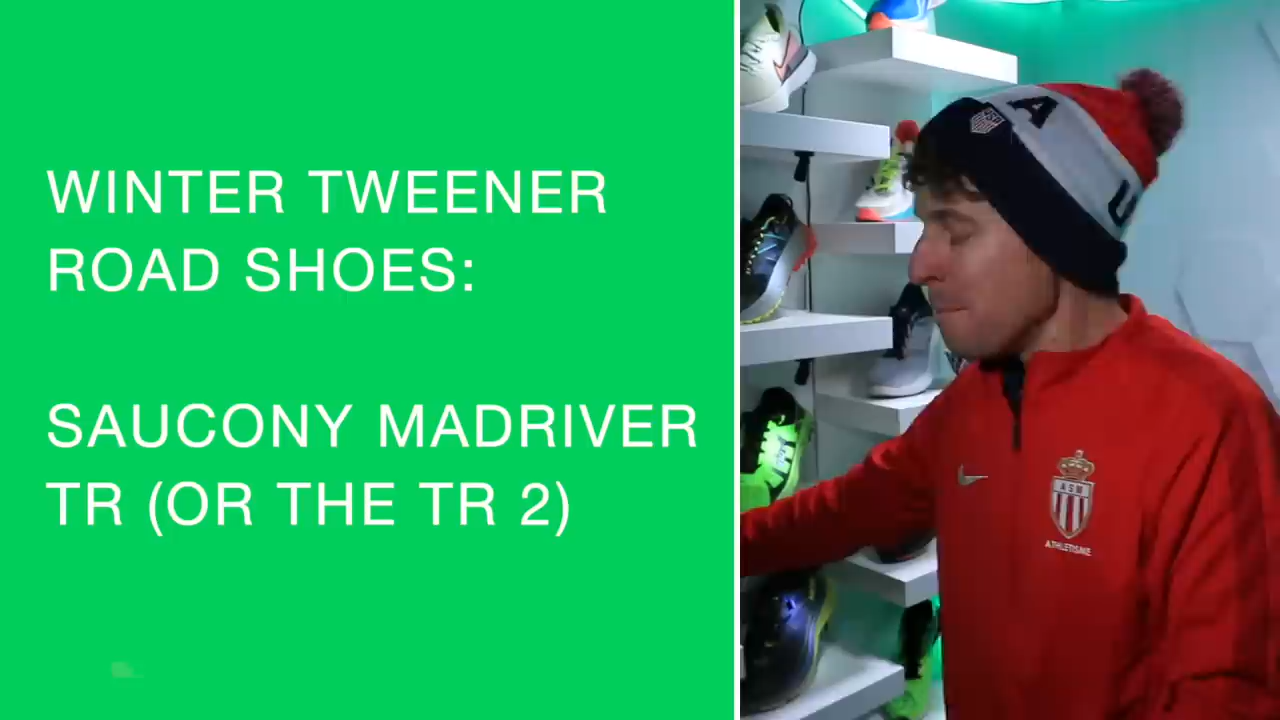 WINTER TWEENER
ROAD SHOES:
SAUCONY MADRIVER
TR (OR THE TR 2)
A
U
ASM
ATHLETISME